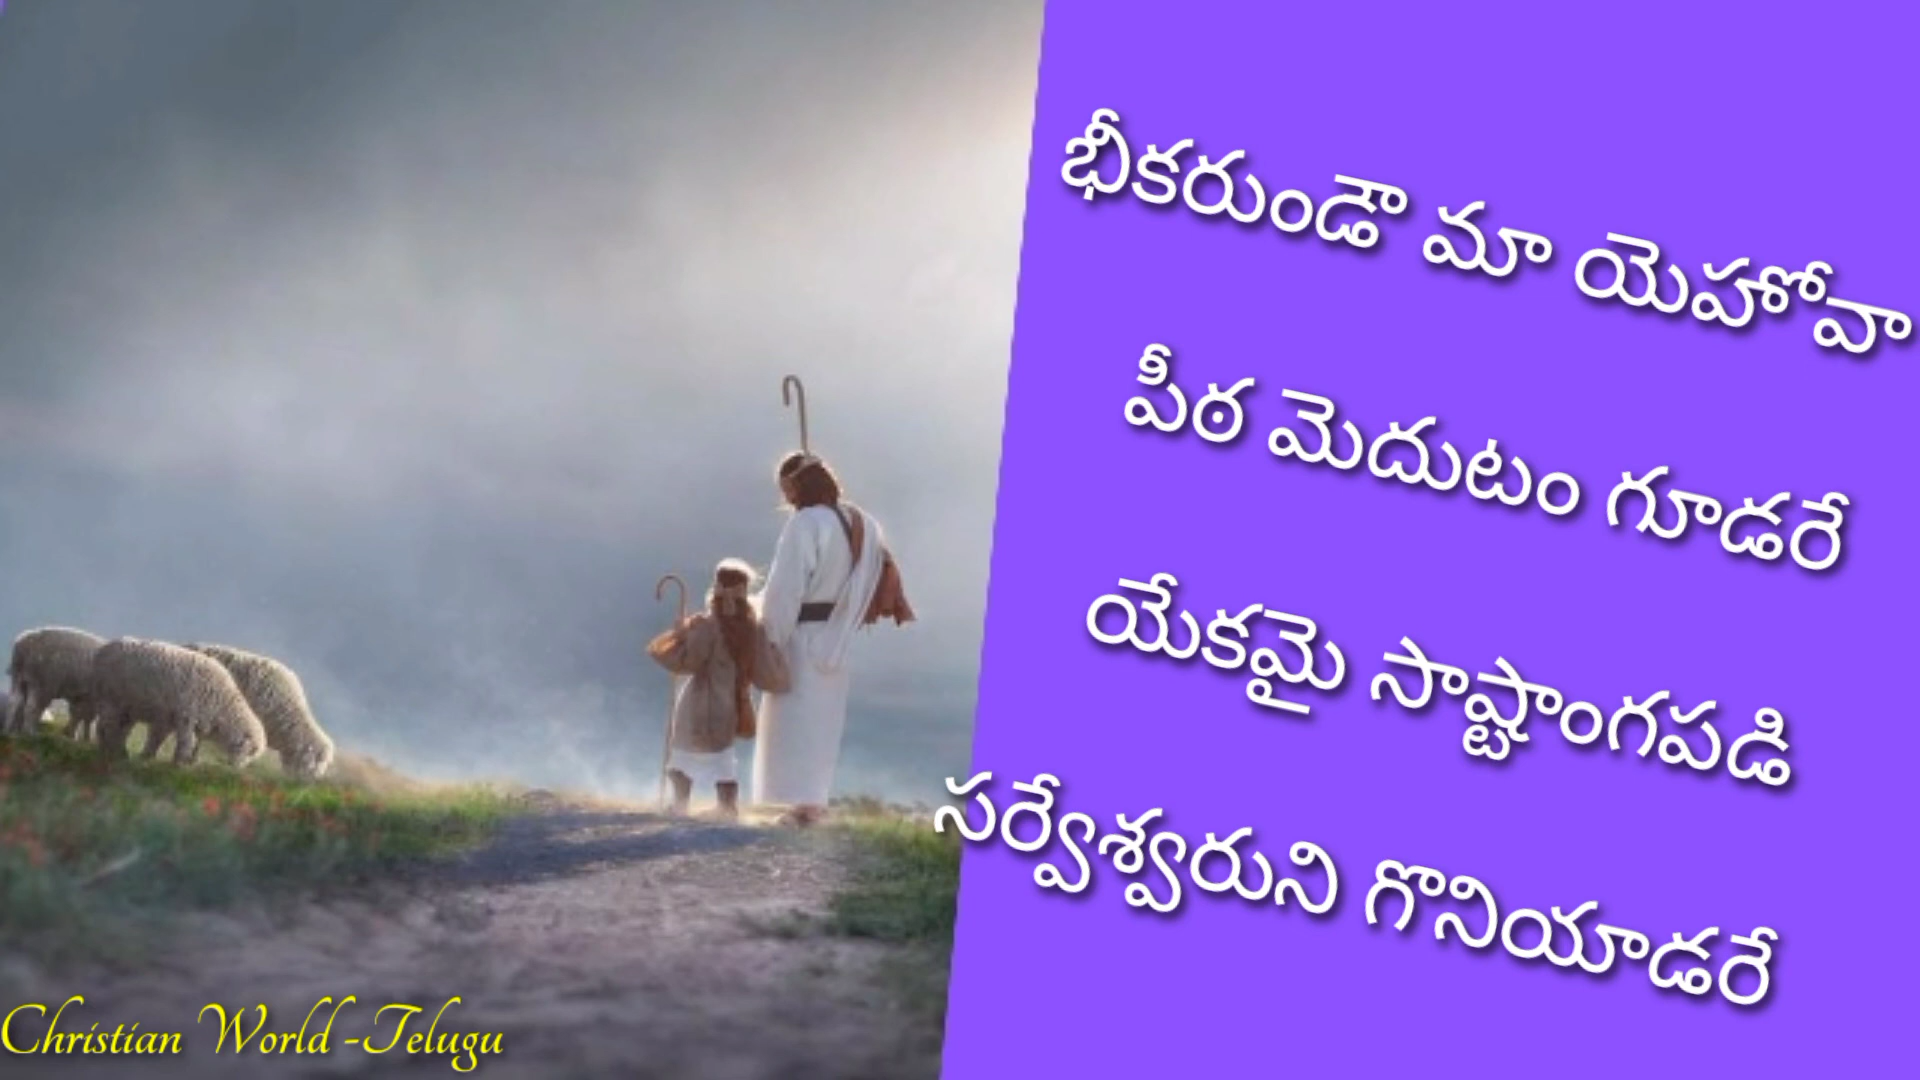 భీకరుండౌ మా యెహోవా
పీఠ మెదుటం గూడరే
యేకమై సాష్టాంగపడి
సర్వేశ్వరుని గొనియాడరే
Christian World -Telugu